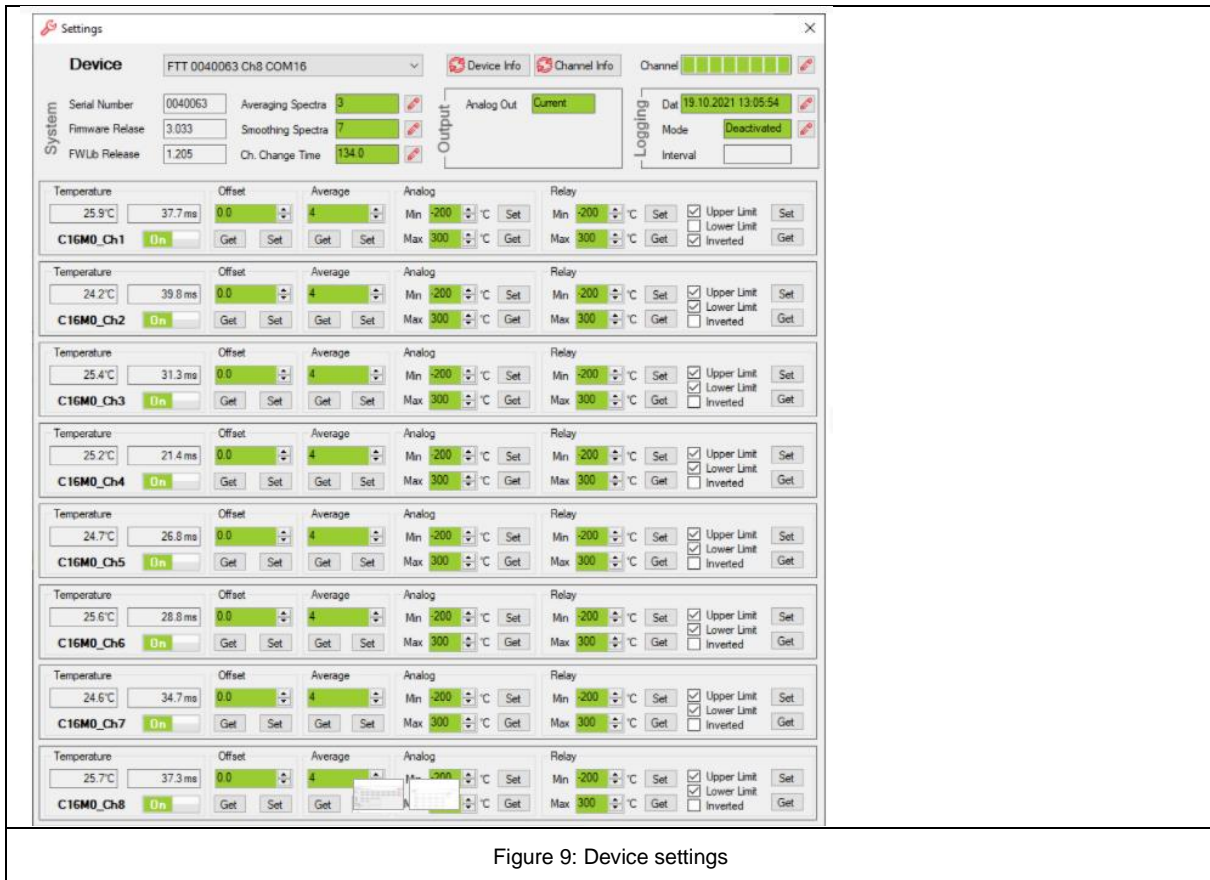 Settings
Device FTT 0040063 Ch8 COM16 Device Info Channel Info Channel
System Output Logging
Serial Number 0040063 Averaging Spectra 3 Analog Out Current Dat 19.10.2021 13:05:54
Firmware Relase 3.033 Smoothing Spectra 7 Mode Deactivated
FWLib Release 1.205 Ch. Change Time 134.0 Interval
Temperature Offset Average Analog Relay
25.9°C 37.7 ms 0.0 4 Min -200 °C Set Min -200 °C Set Upper Limit Set
Lower Limit
C16M0_Ch1 On Get Set Get Set Max 300 °C Get Max 300 °C Get Inverted Get
Temperature Offset Average Analog Relay
24.2°C 39.8 ms 0.0 4 Min -200 °C Set Min -200 °C Set Upper Limit Set
Lower Limit
C16M0_Ch2 On Get Set Get Set Max 300 °C Get Max 300 °C Get Inverted Get
Temperature Offset Average Analog Relay
25.4°C 31.3 ms 0.0 4 Min -200 °C Set Min -200 °C Set Upper Limit Set
Lower Limit
C16M0_Ch3 On Get Set Get Set Max 300 °C Get Max 300 °C Get Inverted Get
Temperature Offset Average Analog Relay
25.2°C 21.4 ms 0.0 4 Min -200 °C Set Min -200 °C Set Upper Limit Set
Lower Limit
C16M0_Ch4 On Get Set Get Set Max 300 °C Get Max 300 °C Get Inverted Get
Temperature Offset Average Analog Relay
24.7°C 26.8 ms 0.0 4 Min -200 °C Set Min -200 °C Set Upper Limit Set
Lower Limit
C16M0_Ch5 On Get Set Get Set Max 300 °C Get Max 300 °C Get Inverted Get
Temperature Offset Average Analog Relay
25.6°C 28.8 ms 0.0 4 Min -200 °C Set Min -200 °C Set Upper Limit Set
Lower Limit
C16M0_Ch6 On Get Set Get Set Max 300 °C Get Max 300 °C Get Inverted Get
Temperature Offset Average Analog Relay
24.6°C 34.7 ms 0.0 4 Min -200 °C Set Min -200 °C Set Upper Limit Set
Lower Limit
C16M0_Ch7 On Get Set Get Set Max 300 °C Get Max 300 °C Get Inverted Get
Temperature Offset Average Analog Relay
25.7°C 37.3 ms 0.0 4 °C Set Min -200 °C Set Upper Limit Set
Lower Limit
C16M0_Ch8 On Get Set Get °C Get Max 300 °C Get Inverted Get
Figure 9: Device settings